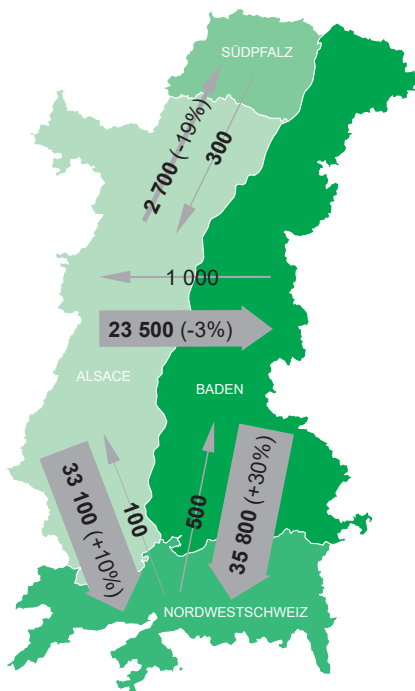 SÜDPFALZ
2 700 (-19%)
300
1 000
23 500 (-3%)
ALSACE
BADEN
33 100 (+10%)
100
500
35 800 (+30%)
NORDWESTSCHWEIZ